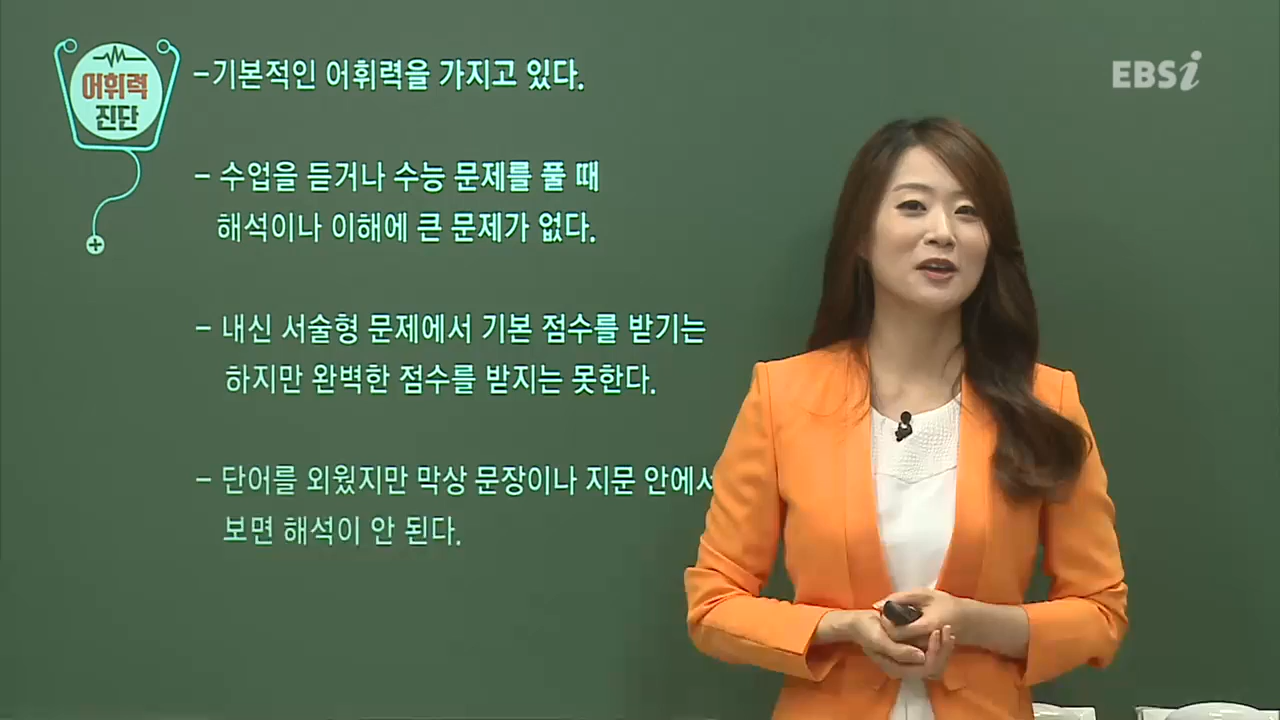 어휘력
진단
-기본적인 어휘력을 가지고 있다.
EBSi
- 수업을 듣거나 수능 문제를 풀 때
해석이나 이해에 큰 문제가 없다.
- 내신 서술형 문제에서 기본 점수를 받기는
하지만 완벽한 점수를 받지는 못한다.
- 단어를 외웠지만 막상 문장이나 지문 안에서
보면 해석이 안 된다.